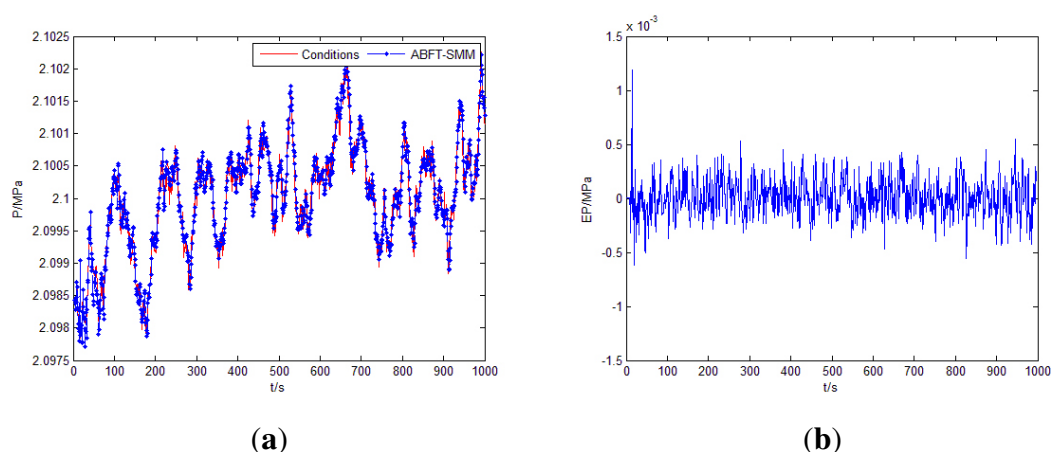 2.1025
2.102
2.1015
2.101
2.1005
2.1
2.0995
2.099
2.0985
2.098
2.0975
P/MPa
Conditions
ABFT-SMM
0 100 200 300 400 500 600 700 800 900 1000
t/s
(a)
x 10⁻³
1.5
1
0.5
0
-0.5
-1
-1.5
EP/MPa
0 100 200 300 400 500 600 700 800 900 1000
t/s
(b)